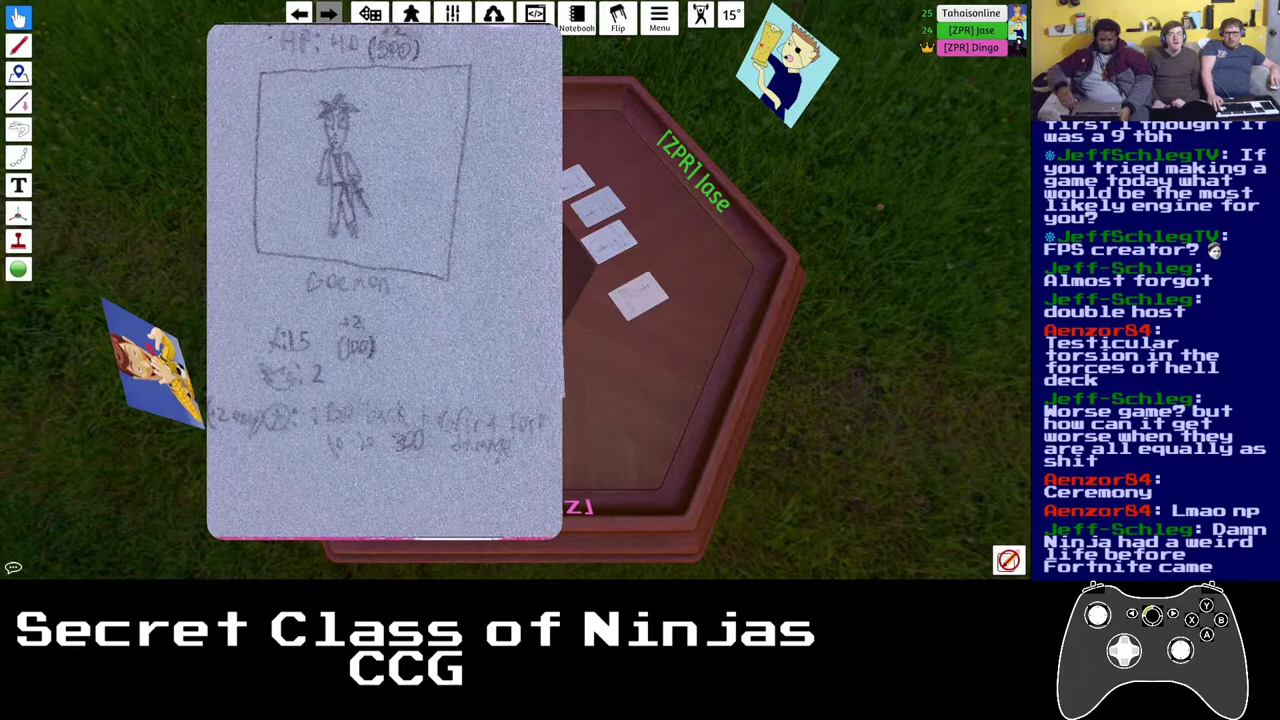 Notebook
Flip
Menu
15°
25 Tahaisonline
24 [ZPR] Jase
[ZPR] Dingo
[ZPR] Jase
Z]
(500)
Ki: 5
+2
(100)
2
300
first I thought it
was a 9 tbh
JeffSchlegTV: If
you tried making a
game today what
would be the most
likely engine for
you?
JeffSchlegTV:
FPS creator?
Jeff-Schleg:
Almost forgot
Jeff-Schleg:
double host
Aenzor84:
Testicular
torsion in the
forces of hell
deck
Jeff-Schleg:
Worse game? but
how can it get
worse when they
are all equally as
shit
Aenzor84:
Ceremony
Aenzor84: Lmao np
Jeff-Schleg: Damn
Ninja had a weird
life before
Fortnite came
Y
X B
A
Secret Class of Ninjas
CCG